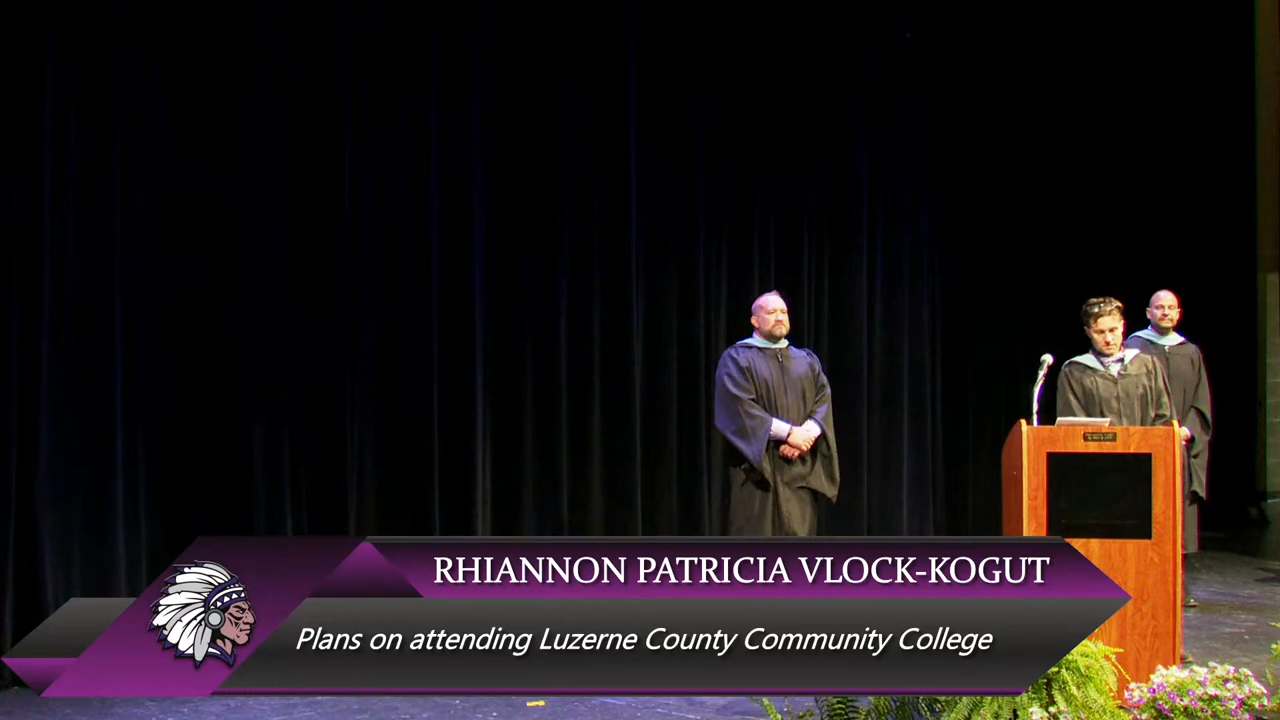 RHIANNON PATRICIA VLOCK-KOGUT
Plans on attending Luzerne County Community College